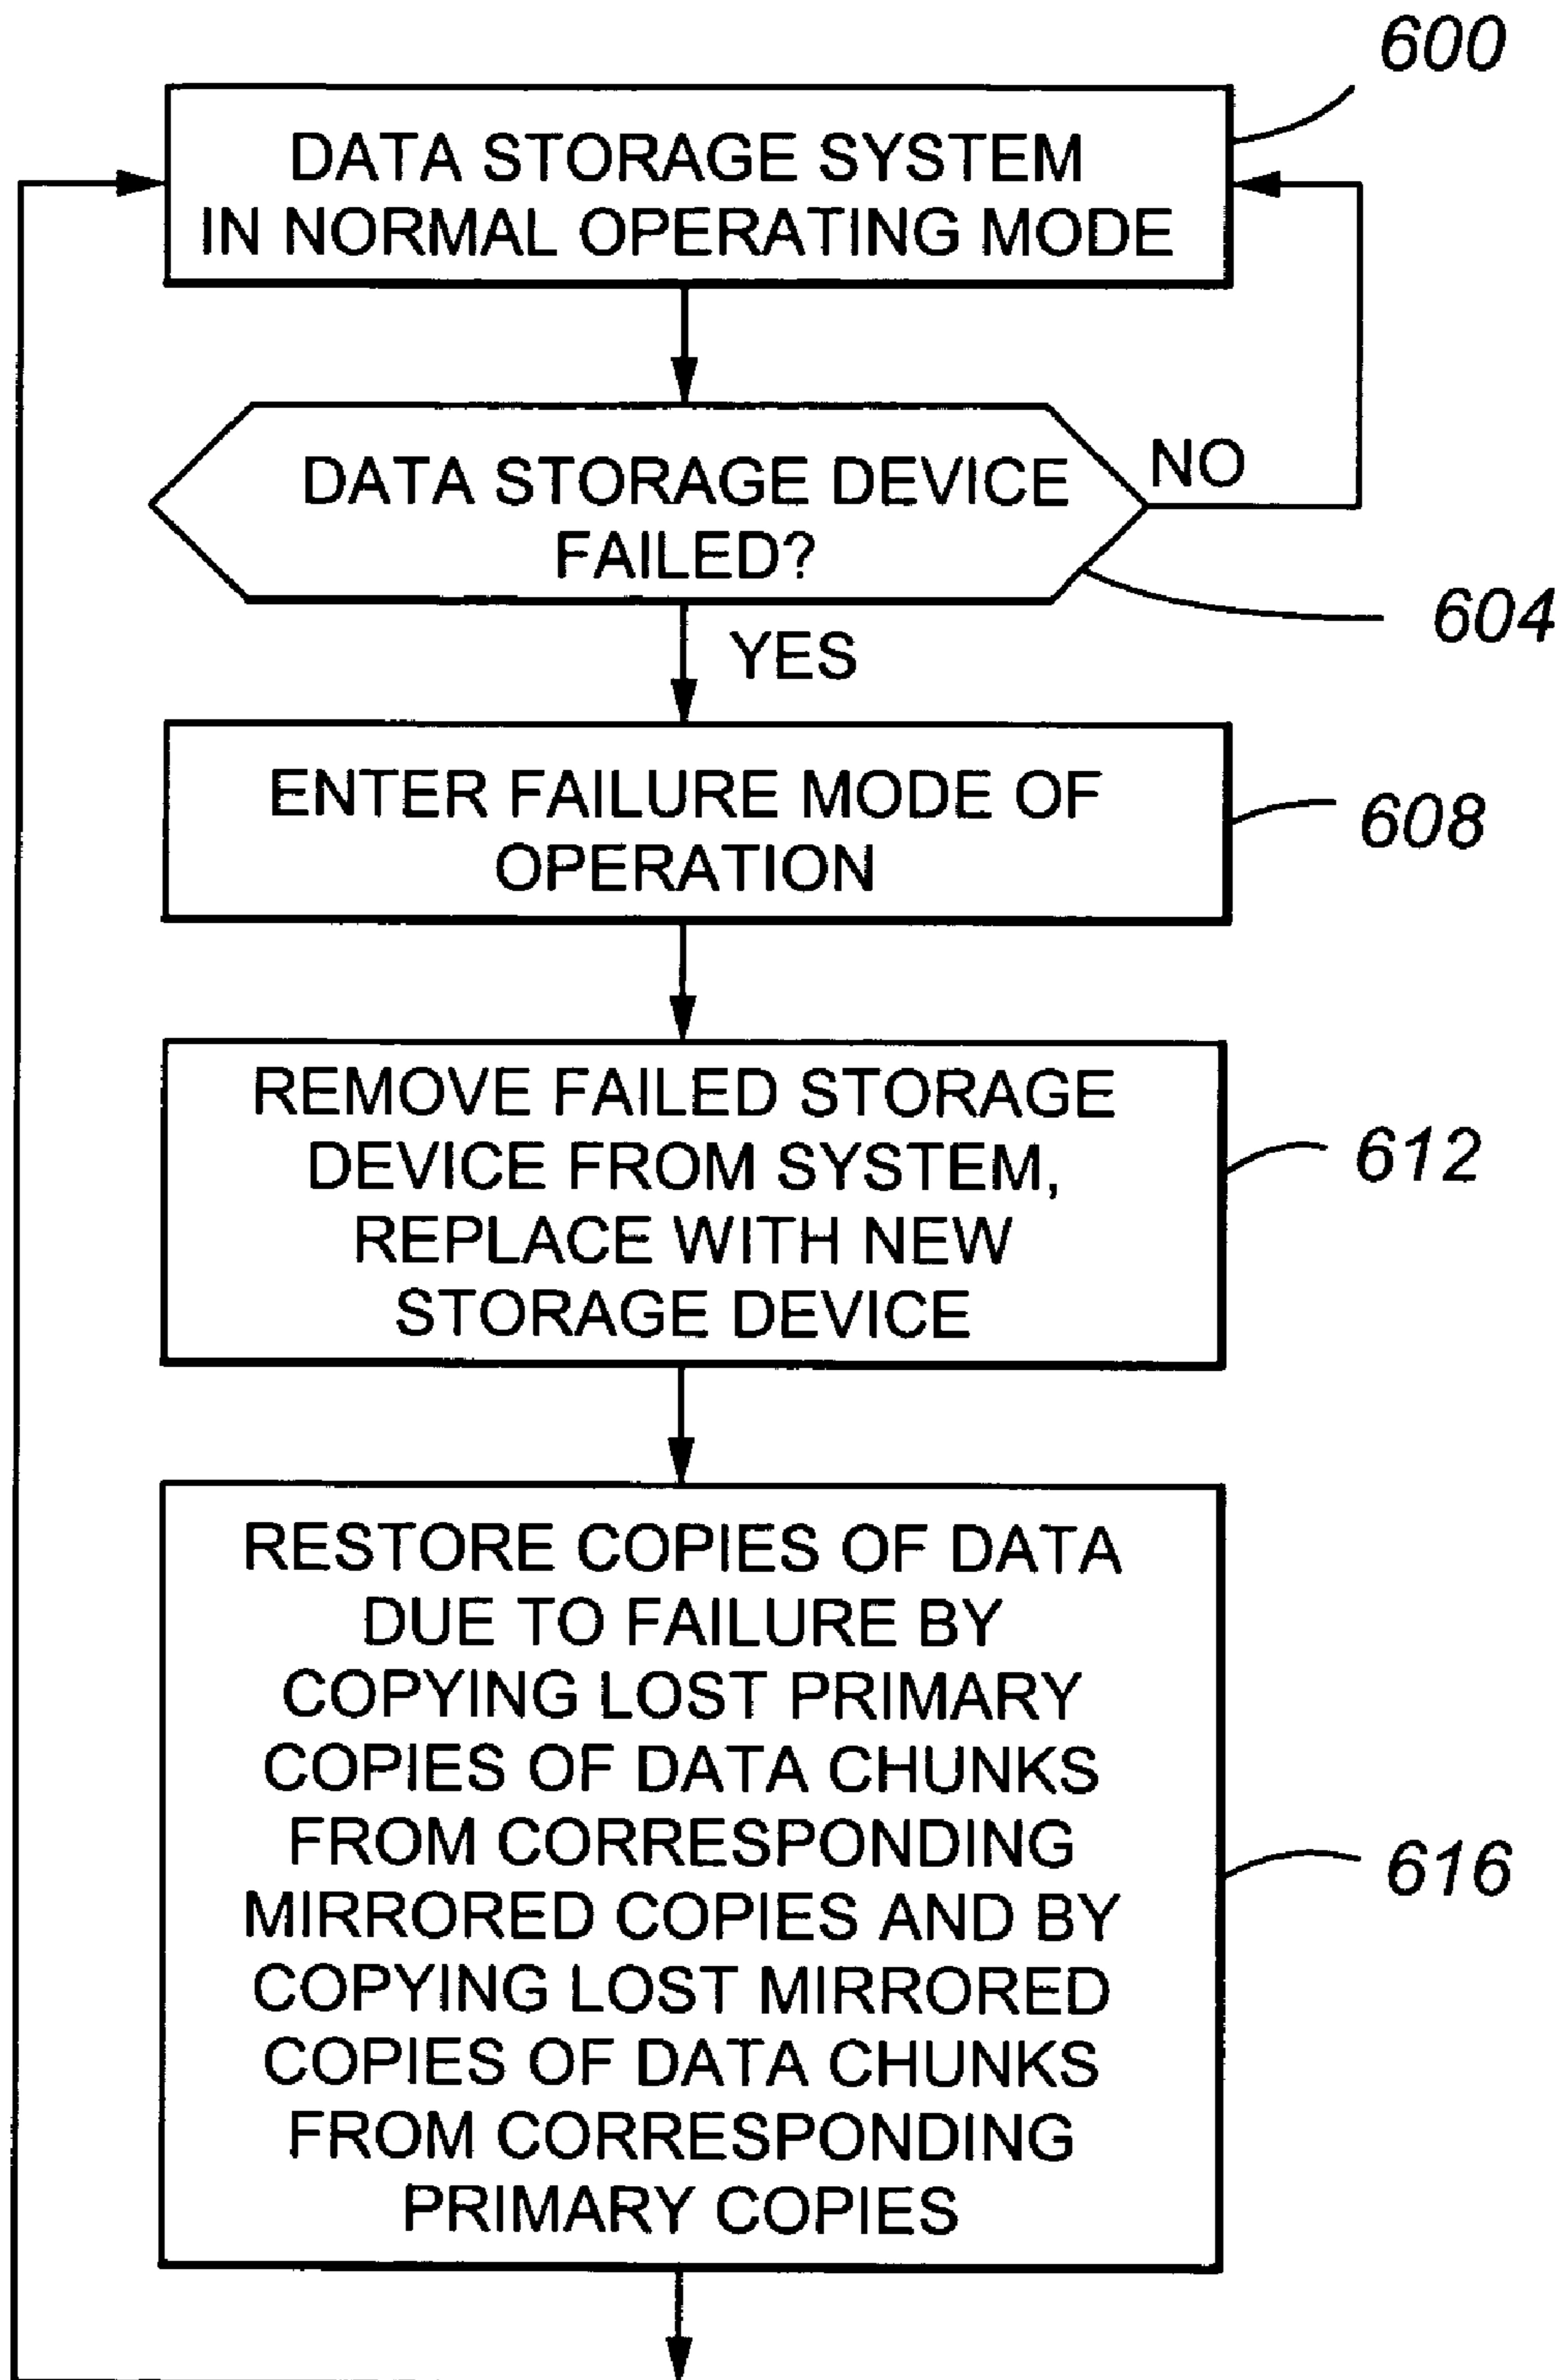 600
DATA STORAGE SYSTEM
IN NORMAL OPERATING MODE
DATA STORAGE DEVICE
FAILED?
NO
604
YES
ENTER FAILURE MODE OF
OPERATION
608
REMOVE FAILED STORAGE
DEVICE FROM SYSTEM,
REPLACE WITH NEW
STORAGE DEVICE
612
RESTORE COPIES OF DATA
DUE TO FAILURE BY
COPYING LOST PRIMARY
COPIES OF DATA CHUNKS
FROM CORRESPONDING
MIRRORED COPIES AND BY
COPYING LOST MIRRORED
COPIES OF DATA CHUNKS
FROM CORRESPONDING
PRIMARY COPIES
616